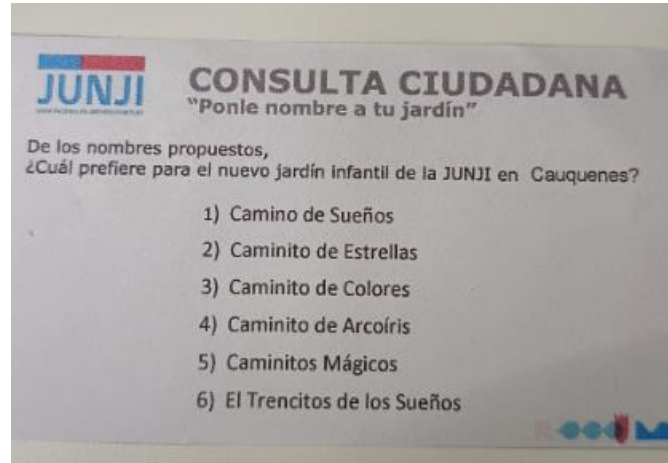 JUNJI
CONSULTA CIUDADANA
"Ponle nombre a tu jardín"
De los nombres propuestos,
¿Cuál prefiere para el nuevo jardín infantil de la JUNJI en Cauquenes?
1) Camino de Sueños
2) Caminito de Estrellas
3) Caminito de Colores
4) Caminito de Arcoíris
5) Caminitos Mágicos
6) El Trencitos de los Sueños